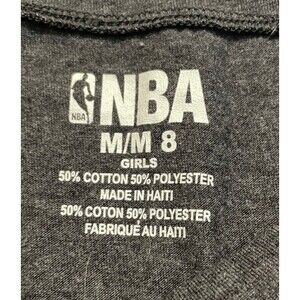 NBA NBA
M/M 8
GIRLS
50% COTTON 50% POLYESTER
MADE IN HAITI
50% COTON 50% POLYESTER
FABRIQUÉ AU HAITI